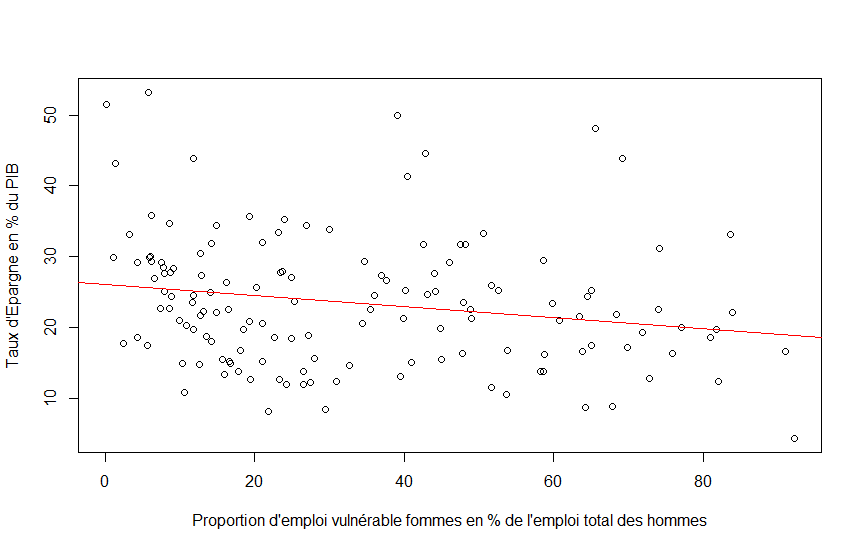 Taux d'Epargne en % du PIB
50
40
30
20
10
0 20 40 60 80
Proportion d'emploi vulnérable fommes en % de l'emploi total des hommes